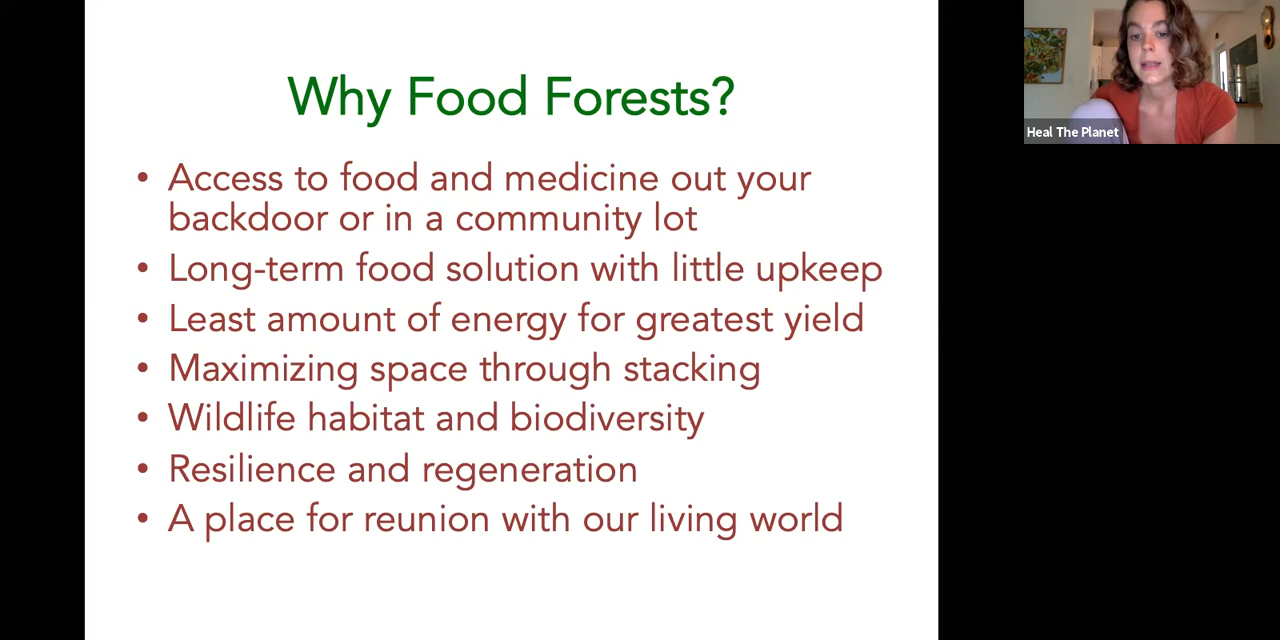 Why Food Forests?
• Access to food and medicine out your
backdoor or in a community lot
• Long-term food solution with little upkeep
• Least amount of energy for greatest yield
• Maximizing space through stacking
• Wildlife habitat and biodiversity
• Resilience and regeneration
• A place for reunion with our living world
Heal The Planet